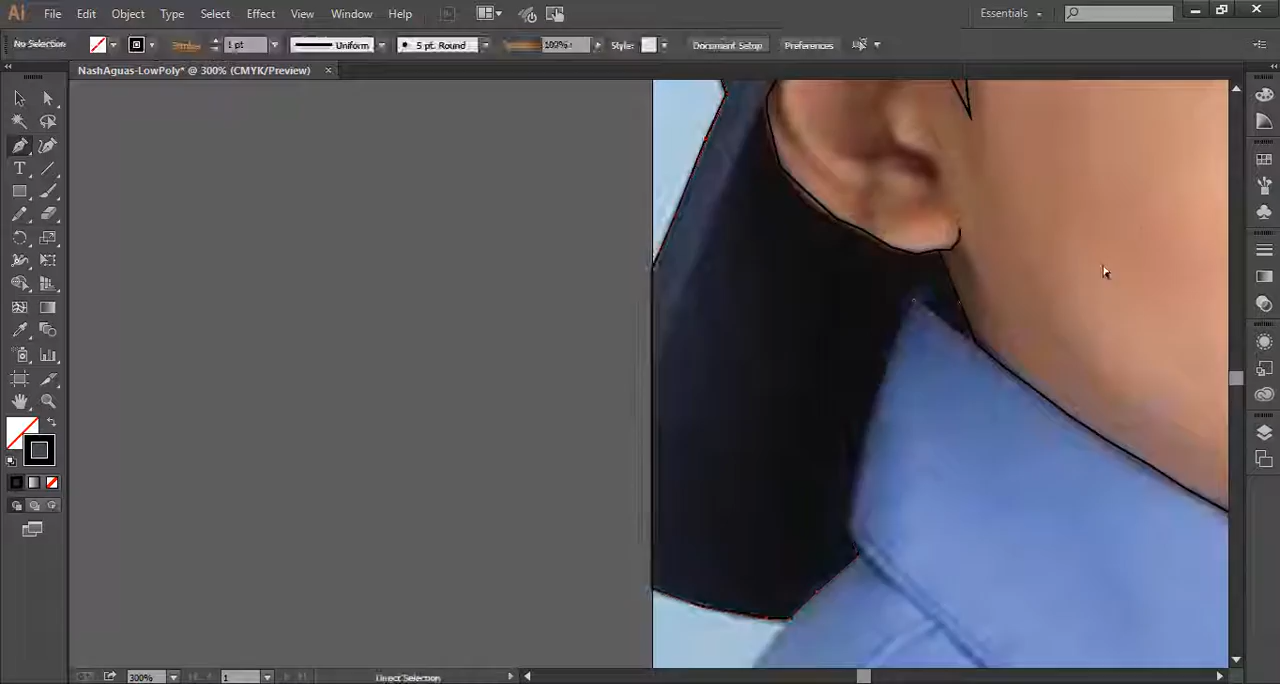 Ai File Edit Object Type Select Effect View Window Help Essentials
No Selection Stroke: 1 pt Uniform 5 pt. Round 100% Style: Document Setup Preferences
NashAguas-LowPoly* @ 300% (CMYK/Preview) ×
T
300% 1 Direct Selection